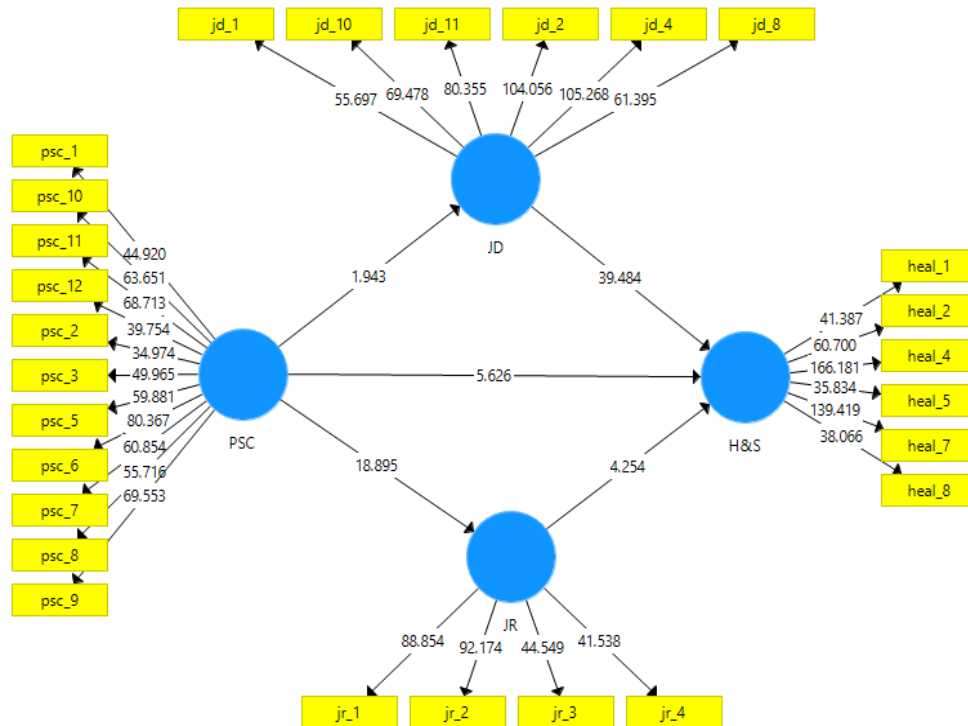 jd_1 jd_10 jd_11 jd_2 jd_4 jd_8
55.697 69.478 80.355 104.056 105.268 61.395
psc_1
psc_10
psc_11
psc_12
psc_2
psc_3
psc_5
psc_6
psc_7
psc_8
psc_9
44.920
63.651
68.713
39.754
34.974
49.965
59.881
80.367
60.854
55.716
69.553
JD
1.943 39.484
PSC
5.626
H&S
heal_1
heal_2
heal_4
heal_5
heal_7
heal_8
41.387
60.700
166.181
35.834
139.419
38.066
18.895 4.254
JR
88.854 92.174 44.549 41.538
jr_1 jr_2 jr_3 jr_4